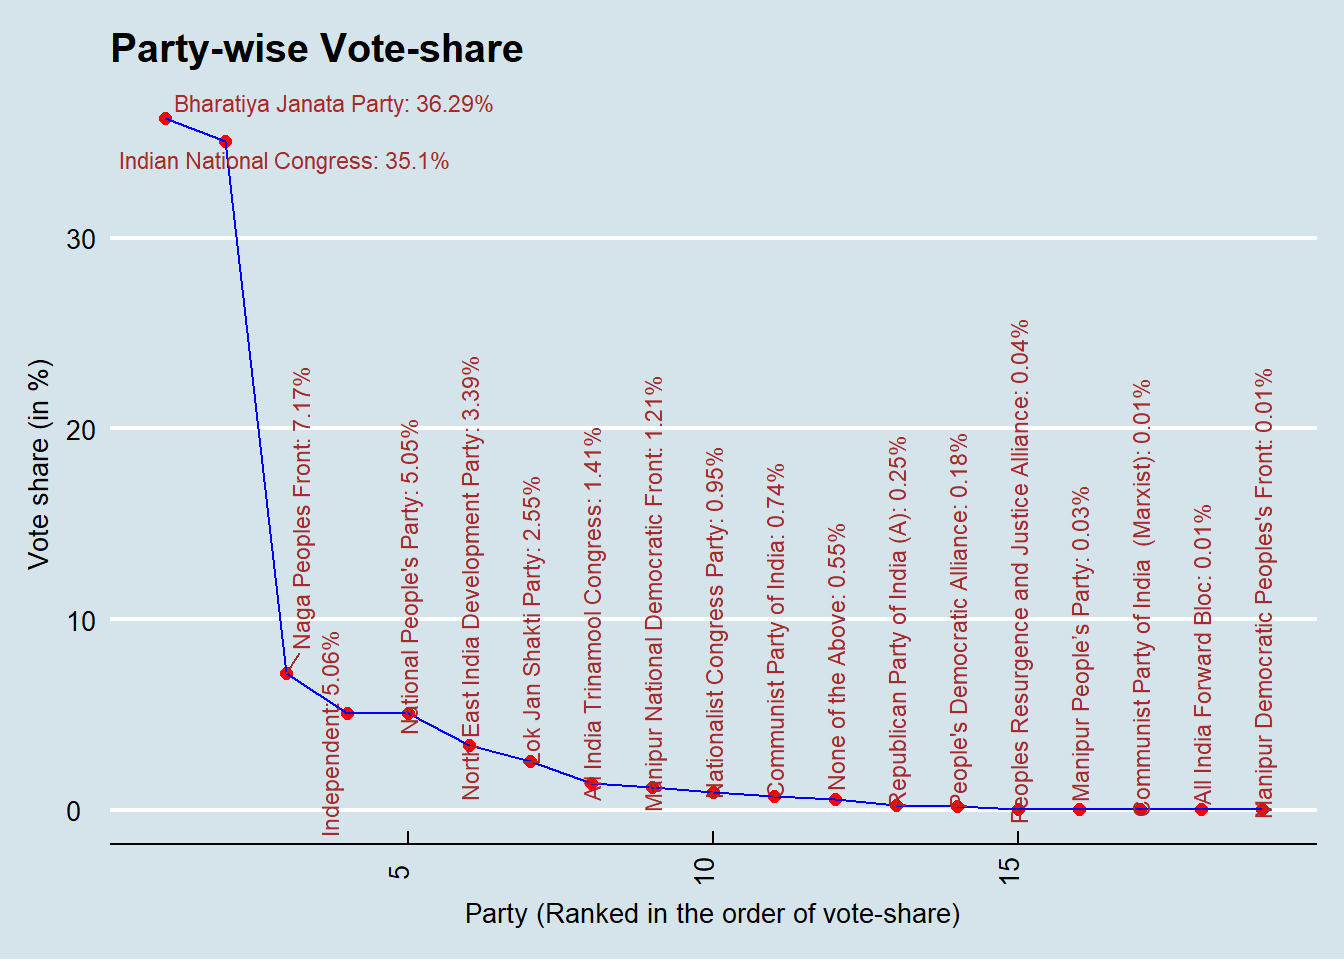 Party-wise Vote-share
Bharatiya Janata Party: 36.29%
Indian National Congress: 35.1%
Naga Peoples Front: 7.17%
Independent: 5.06%
National People's Party: 5.05%
North East India Development Party: 3.39%
Lok Jan Shakti Party: 2.55%
All India Trinamool Congress: 1.41%
Manipur National Democratic Front: 1.21%
Nationalist Congress Party: 0.95%
Communist Party of India: 0.74%
None of the Above: 0.55%
Republican Party of India (A): 0.25%
People's Democratic Alliance: 0.18%
Peoples Resurgence and Justice Alliance: 0.04%
Manipur People's Party: 0.03%
Communist Party of India (Marxist): 0.01%
All India Forward Bloc: 0.01%
Manipur Democratic Peoples's Front: 0.01%
Vote share (in %)
30
20
10
0
5
10
15
Party (Ranked in the order of vote-share)